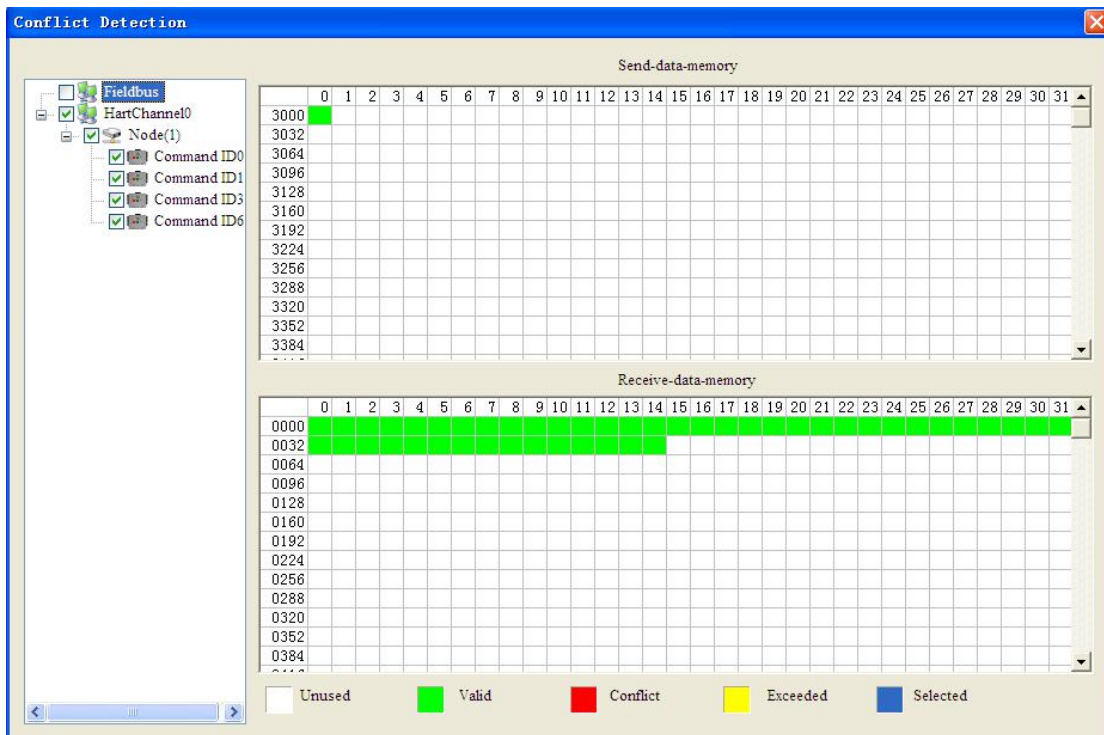 Conflict Detection
Fieldbus
HartChannel0
Node(1)
Command ID0
Command ID1
Command ID3
Command ID6
Send-data-memory
0 1 2 3 4 5 6 7 8 9 10 11 12 13 14 15 16 17 18 19 20 21 22 23 24 25 26 27 28 29 30 31
3000
3032
3064
3096
3128
3160
3192
3224
3256
3288
3320
3352
3384
Receive-data-memory
0 1 2 3 4 5 6 7 8 9 10 11 12 13 14 15 16 17 18 19 20 21 22 23 24 25 26 27 28 29 30 31
0000
0032
0064
0096
0128
0160
0192
0224
0256
0288
0320
0352
0384
Unused Valid Conflict Exceeded Selected